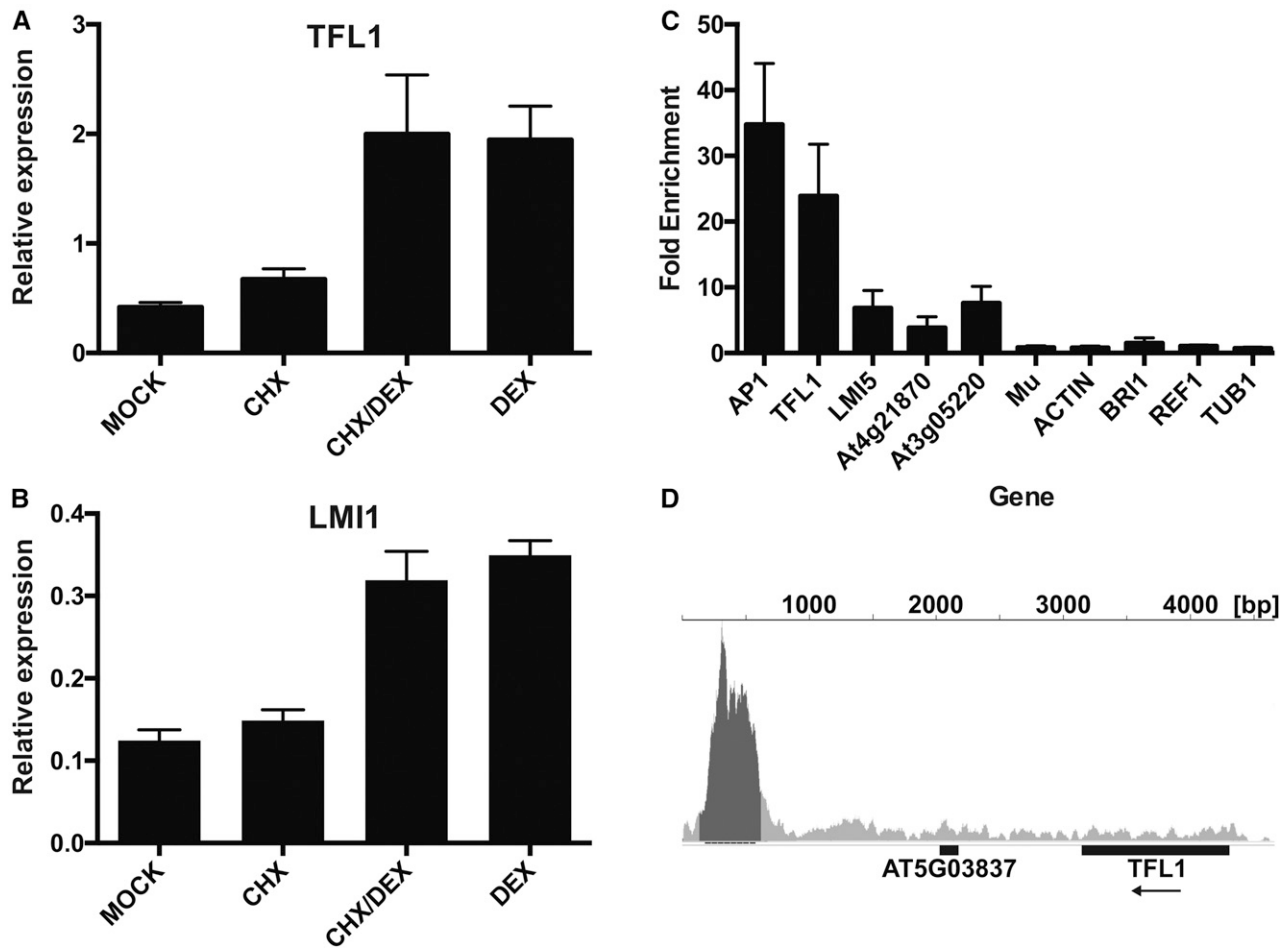 A
TFL1
Relative expression
3
2
1
0
MOCK
CHX
CHX/DEX
DEX
B
LMI1
Relative expression
0.4
0.3
0.2
0.1
0.0
MOCK
CHX
CHX/DEX
DEX
C
Fold Enrichment
50
40
30
20
10
0
AP1
TFL1
LMI5
At4g21870
At3g05220
Mu
ACTIN
BRI1
REF1
TUB1
Gene
D
1000 2000 3000 4000 [bp]
AT5G03837
TFL1